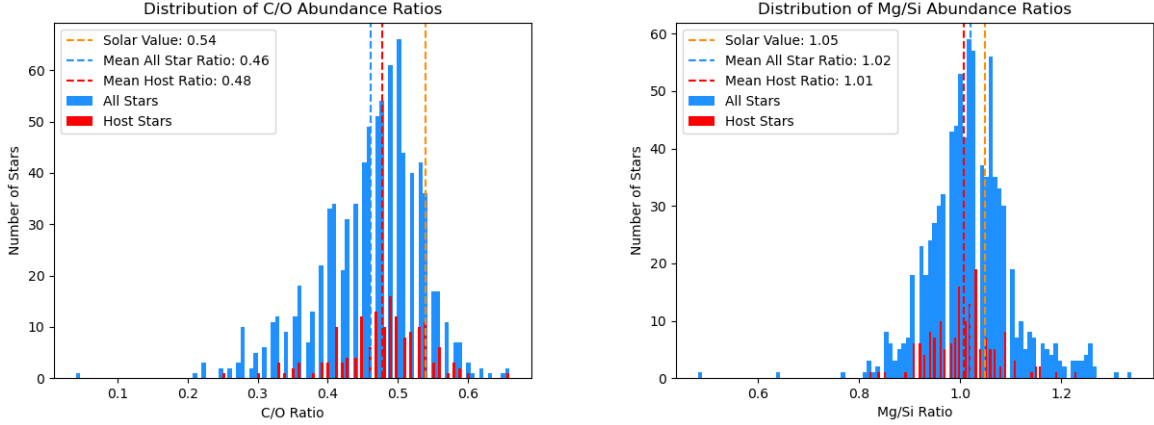 Distribution of C/O Abundance Ratios
Solar Value: 0.54
Mean All Star Ratio: 0.46
Mean Host Ratio: 0.48
All Stars
Host Stars
Number of Stars
60
50
40
30
20
10
0
0.1 0.2 0.3 0.4 0.5 0.6
C/O Ratio
Distribution of Mg/Si Abundance Ratios
Solar Value: 1.05
Mean All Star Ratio: 1.02
Mean Host Ratio: 1.01
All Stars
Host Stars
Number of Stars
60
50
40
30
20
10
0
0.6 0.8 1.0 1.2
Mg/Si Ratio